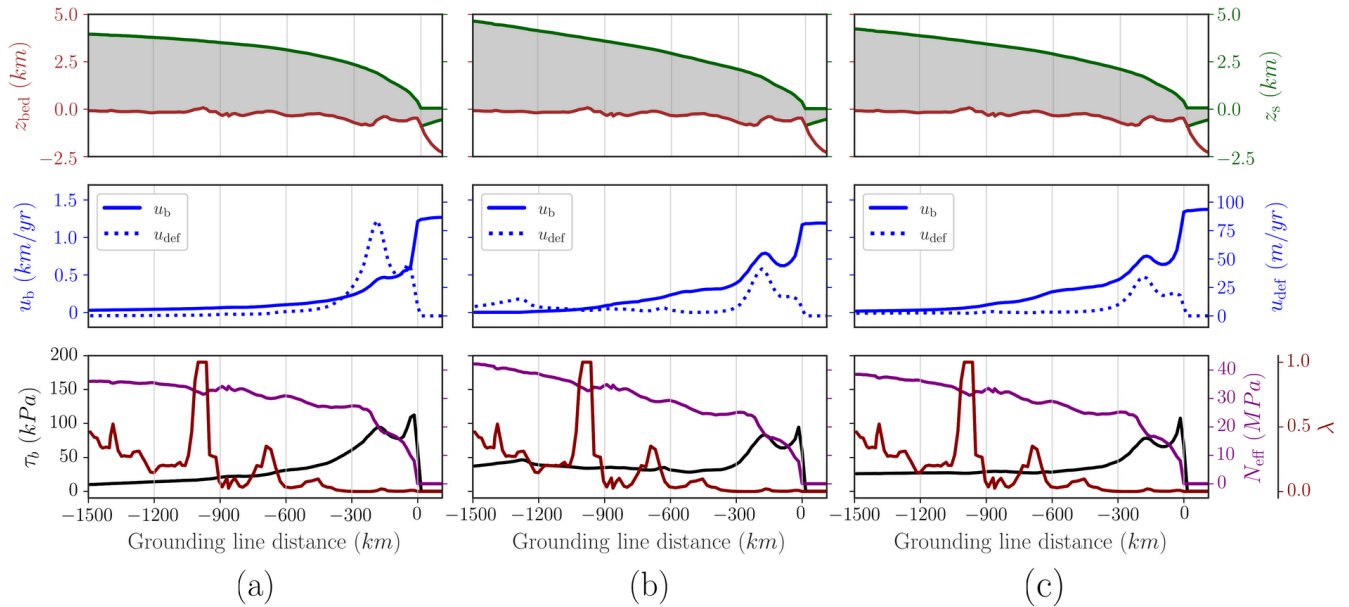 5.0
2.5
0.0
−2.5
z_bed (km)
5.0
2.5
0.0
−2.5
z_s (km)
1.5
1.0
0.5
0
u_b (km/yr)
u_b
u_def
u_b
u_def
u_b
u_def
100
75
50
25
0
u_def (m/yr)
200
150
100
50
0
τ_b (kPa)
40
30
20
10
0
N_eff (MPa)
1.0
0.5
0.0
λ
−1500 −1200 −900 −600 −300 0
−1500 −1200 −900 −600 −300 0
−1500 −1200 −900 −600 −300 0
Grounding line distance (km)
Grounding line distance (km)
Grounding line distance (km)
(a)
(b)
(c)